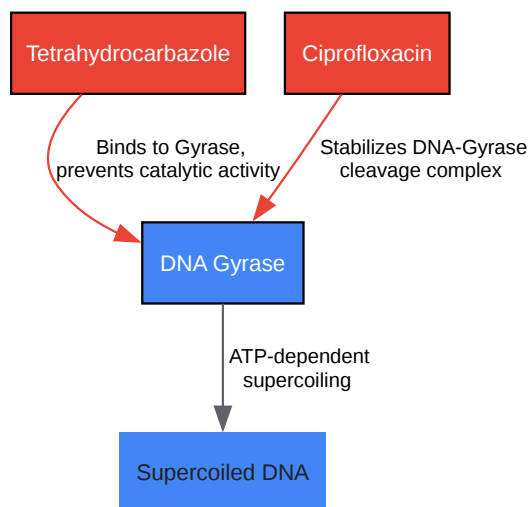 Tetrahydrocarbazole
Ciprofloxacin
Binds to Gyrase,
prevents catalytic activity
Stabilizes DNA-Gyrase
cleavage complex
DNA Gyrase
ATP-dependent
supercoiling
Supercoiled DNA